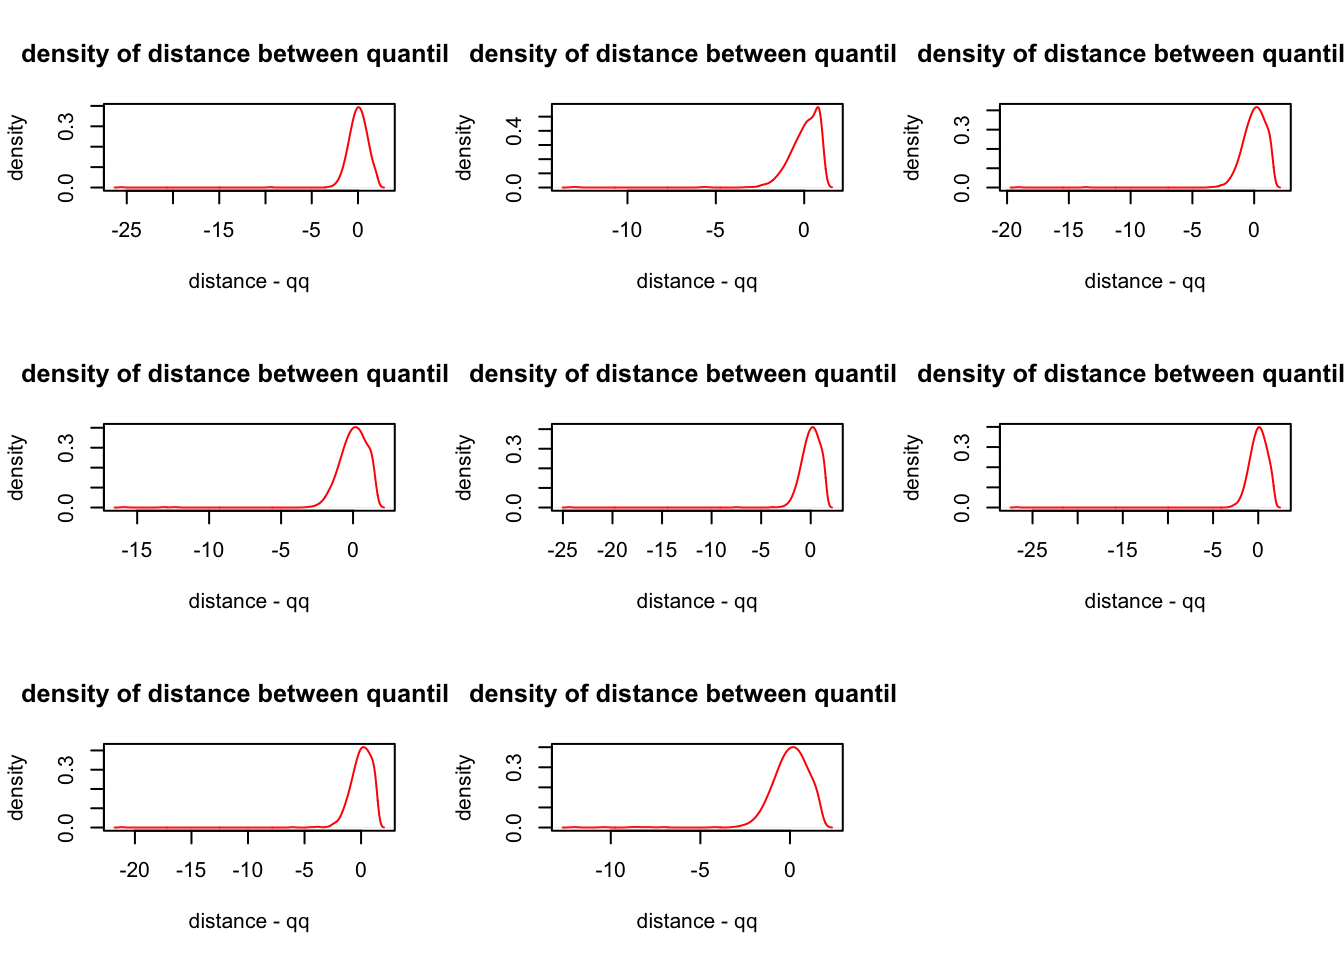 density of distance between quantil
density
0.0 0.3
-25 -15 -5 0
distance - qq
density of distance between quantil
density
0.0 0.4
-10 -5 0
distance - qq
density of distance between quantil
density
0.0 0.3
-20 -15 -10 -5 0
distance - qq
density of distance between quantil
density
0.0 0.3
-15 -10 -5 0
distance - qq
density of distance between quantil
density
0.0 0.3
-25 -20 -15 -10 -5 0
distance - qq
density of distance between quantil
density
0.0 0.3
-25 -15 -5 0
distance - qq
density of distance between quantil
density
0.0 0.3
-20 -15 -10 -5 0
distance - qq
density of distance between quantil
density
0.0 0.3
-10 -5 0
distance - qq